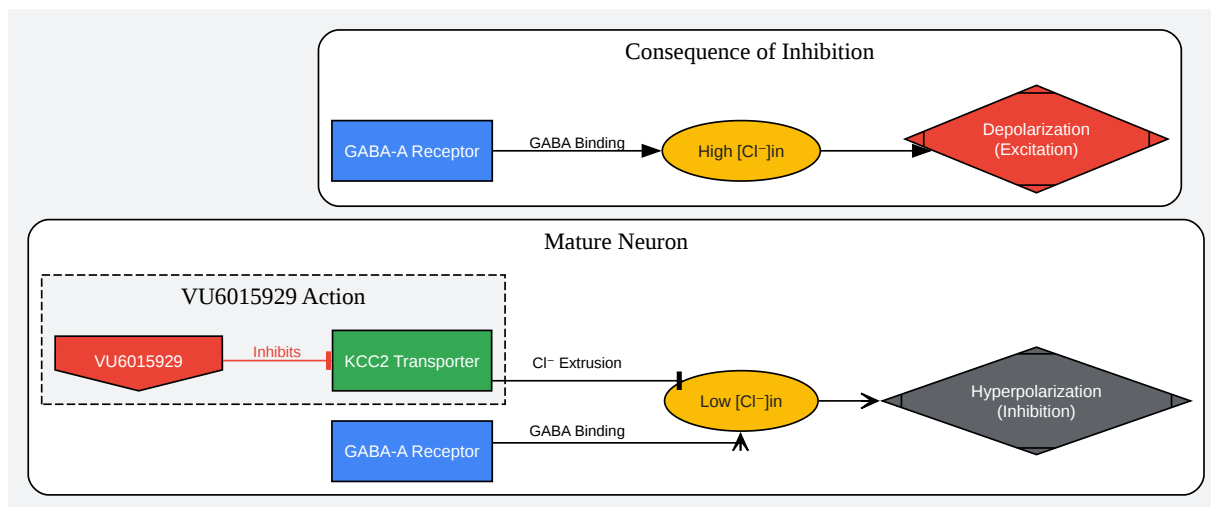 Consequence of Inhibition
GABA-A Receptor
GABA Binding
High [Cl⁻]in
Depolarization
(Excitation)
Mature Neuron
VU6015929 Action
VU6015929
Inhibits
KCC2 Transporter
Cl⁻ Extrusion
Low [Cl⁻]in
Hyperpolarization
(Inhibition)
GABA-A Receptor
GABA Binding